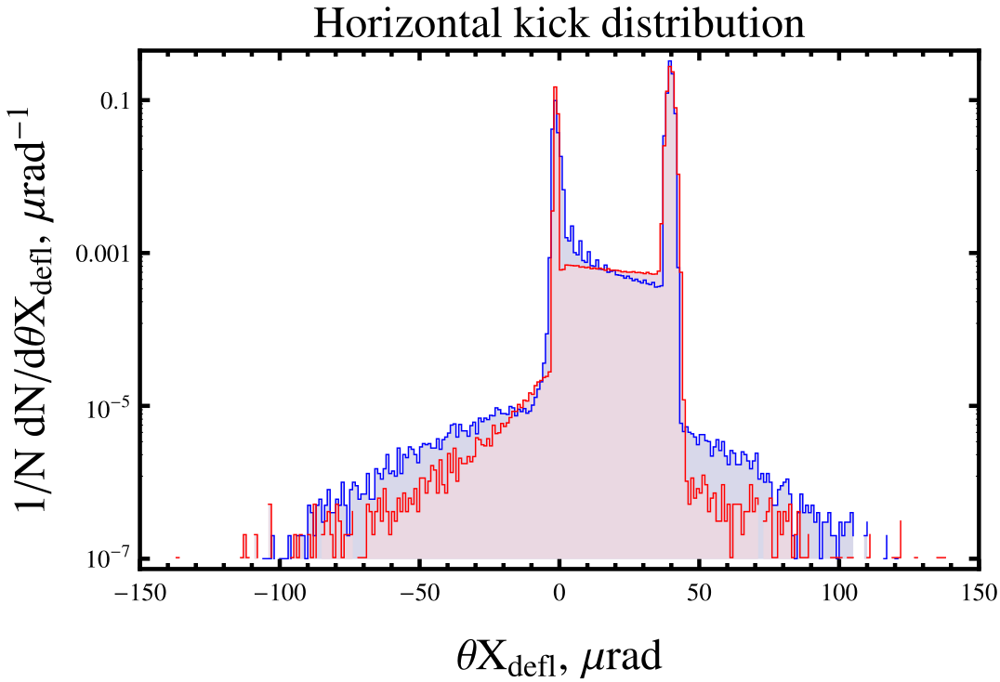 Horizontal kick distribution
1/N dN/dθX_defl, μrad⁻¹
0.1
0.001
10⁻⁵
10⁻⁷
−150 −100 −50 0 50 100 150
θX_defl, μrad